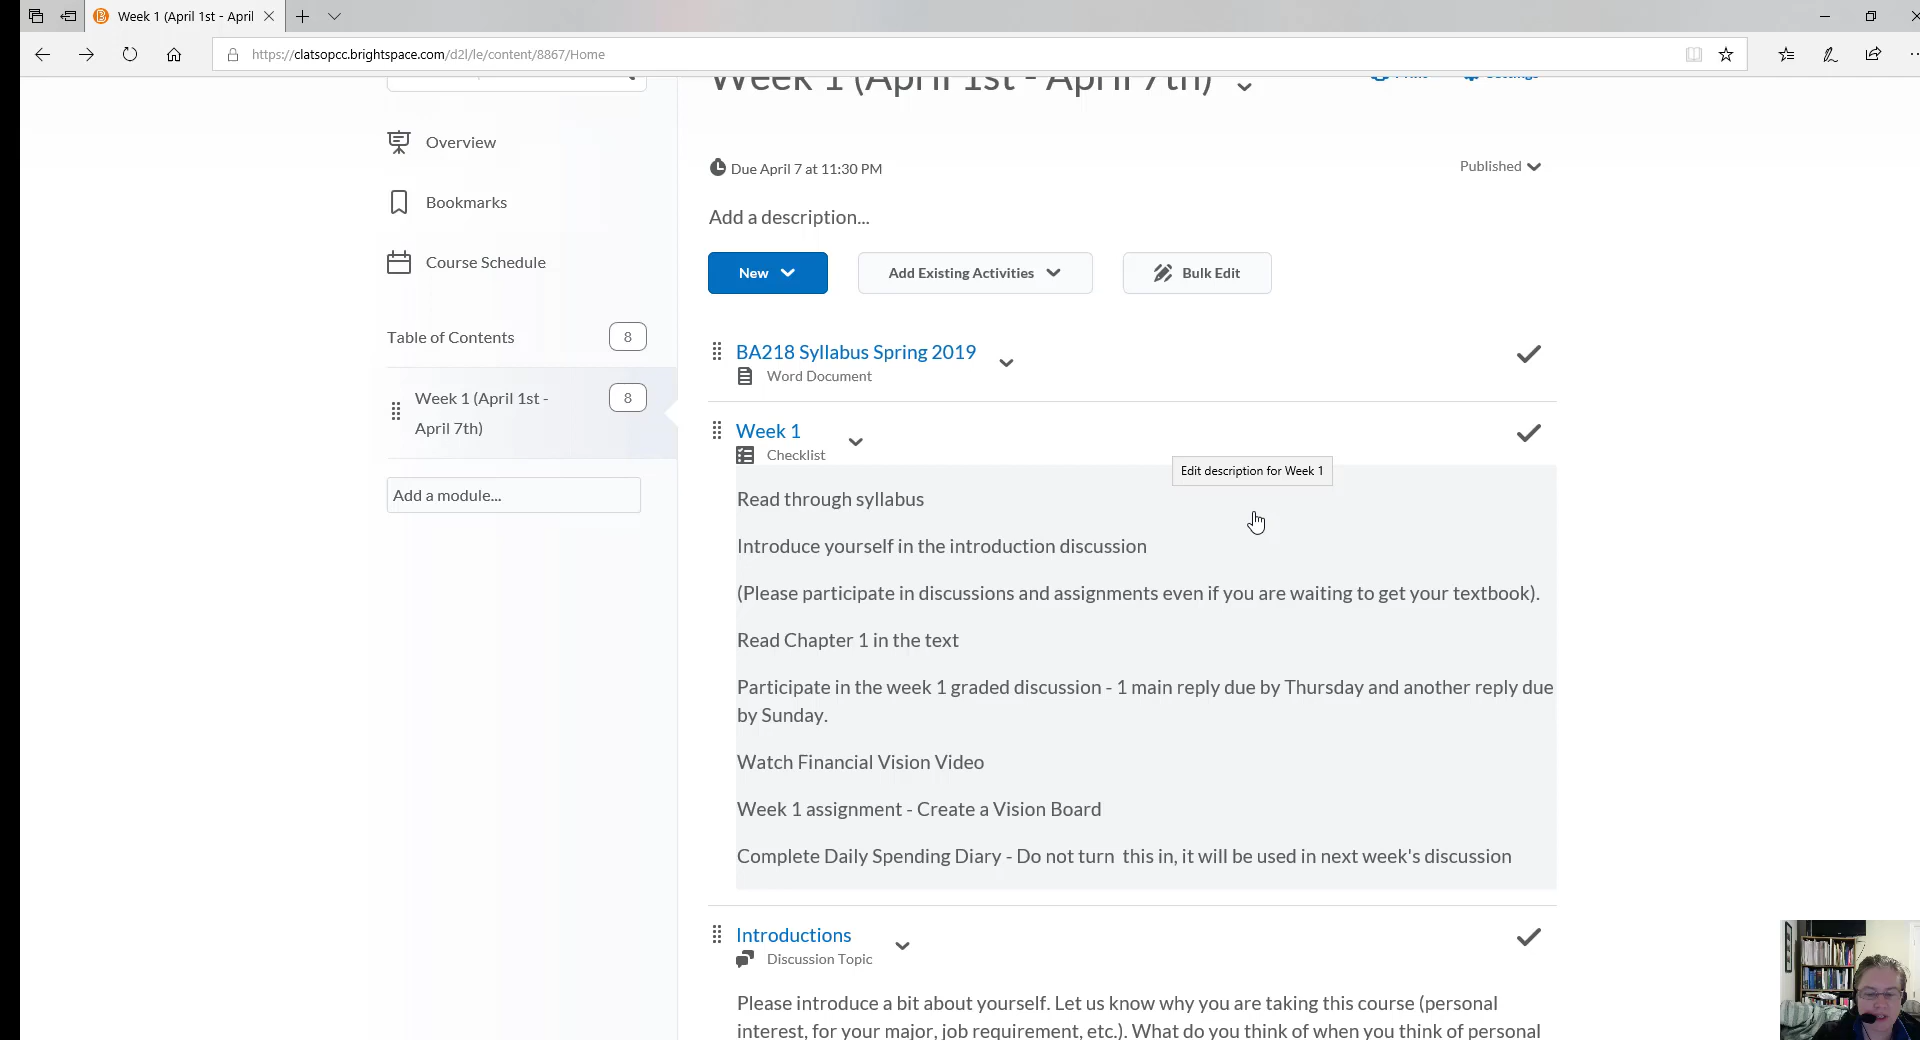 Week 1 (April 1st - April
https://clatsopcc.brightspace.com/d2l/le/content/8867/Home
Week 1 (April 1st - April 7th)
Print
Settings
Overview
Bookmarks
Course Schedule
Table of Contents
8
Week 1 (April 1st -
April 7th)
8
Add a module...
Due April 7 at 11:30 PM
Published
Add a description...
New
Add Existing Activities
Bulk Edit
BA218 Syllabus Spring 2019
Word Document
Week 1
Checklist
Edit description for Week 1
Read through syllabus
Introduce yourself in the introduction discussion
(Please participate in discussions and assignments even if you are waiting to get your textbook).
Read Chapter 1 in the text
Participate in the week 1 graded discussion - 1 main reply due by Thursday and another reply due
by Sunday.
Watch Financial Vision Video
Week 1 assignment - Create a Vision Board
Complete Daily Spending Diary - Do not turn  this in, it will be used in next week's discussion
Introductions
Discussion Topic
Please introduce a bit about yourself. Let us know why you are taking this course (personal
interest, for your major, job requirement, etc.). What do you think of when you think of personal